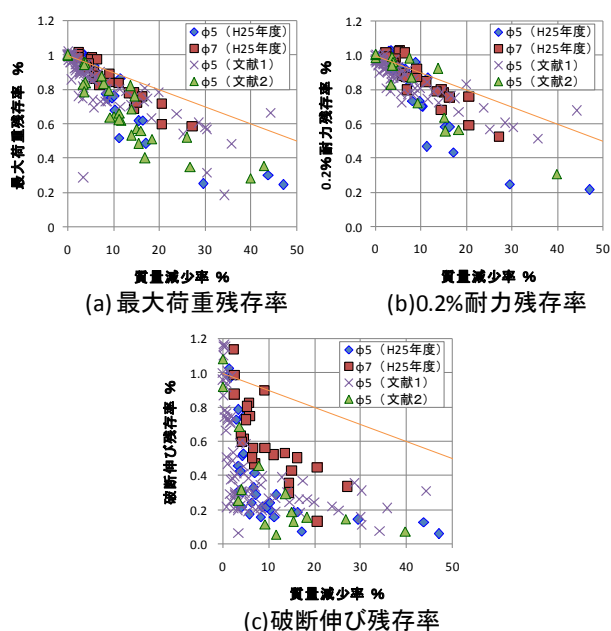 φ5（H25年度）
φ7（H25年度）
φ5（文献1）
φ5（文献2）
最大荷重残存率 %
1
0.8
0.6
0.4
0.2
0
0 10 20 30 40 50
質量減少率 %
(a) 最大荷重残存率
φ5（H25年度）
φ7（H25年度）
φ5（文献1）
φ5（文献2）
0.2%耐力残存率 %
1.2
1.0
0.8
0.6
0.4
0.2
0.0
0 10 20 30 40 50
質量減少率 %
(b)0.2%耐力残存率
φ5（H25年度）
φ7（H25年度）
φ5（文献1）
φ5（文献2）
破断伸び残存率 %
1.2
1.0
0.8
0.6
0.4
0.2
0.0
0 10 20 30 40 50
質量減少率 %
(c)破断伸び残存率